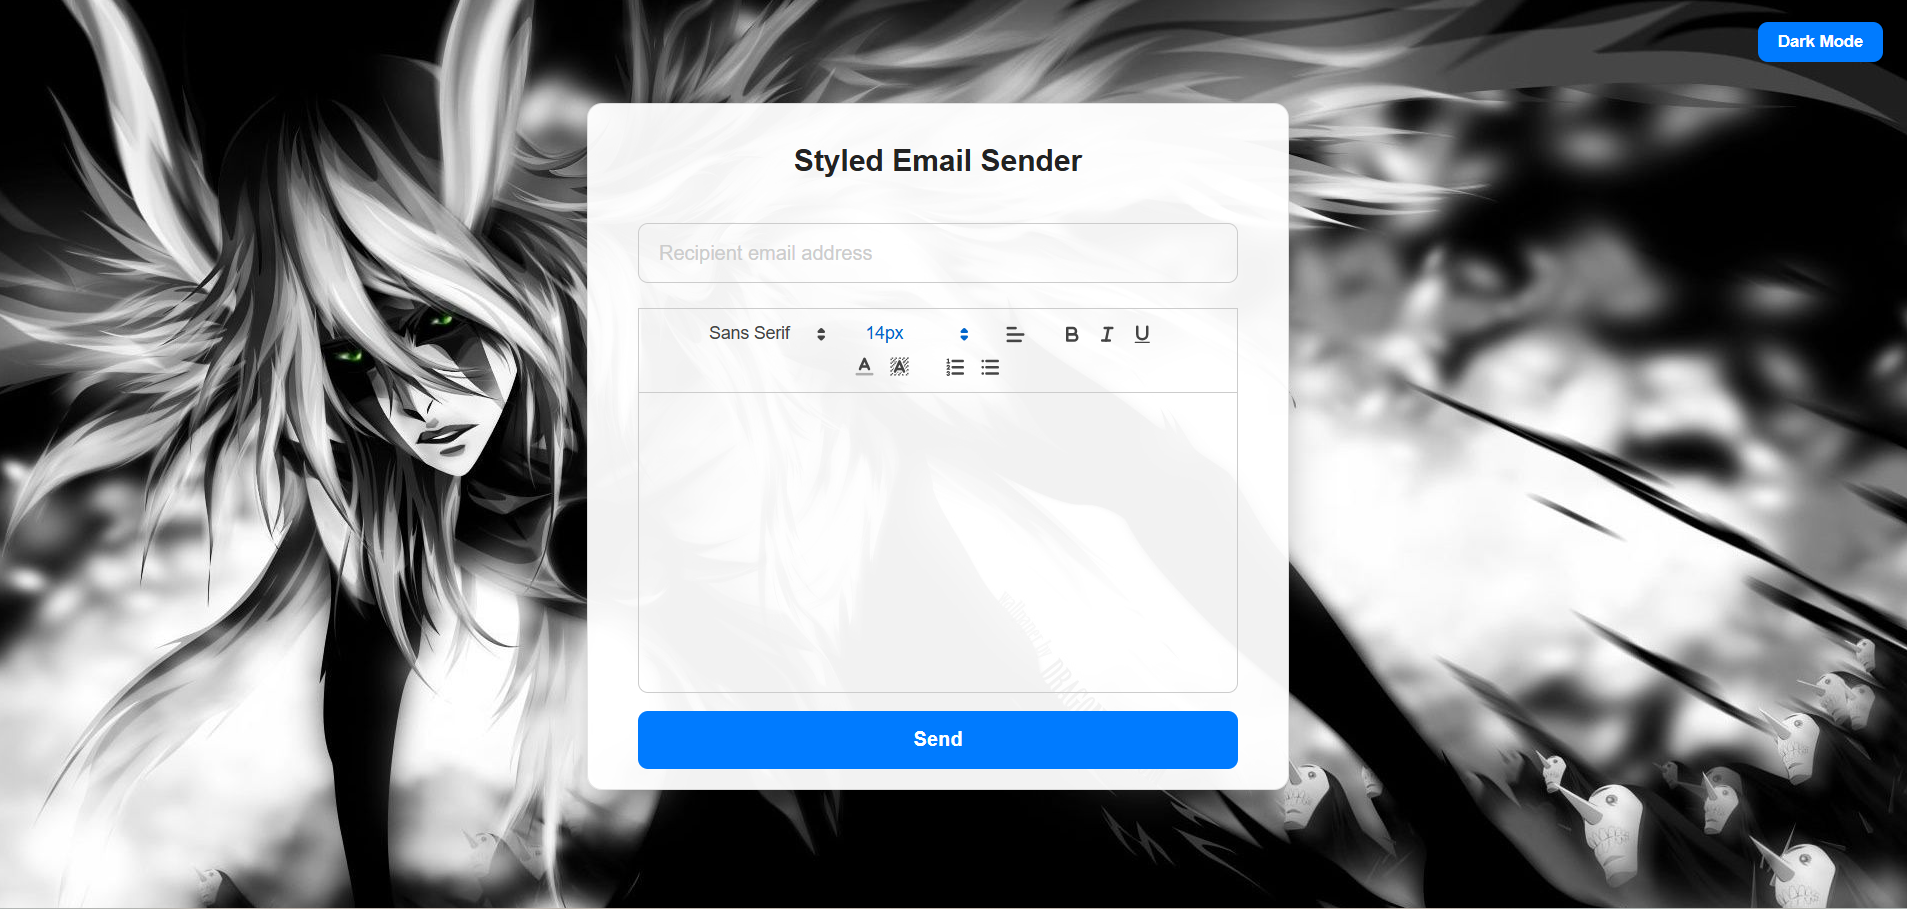 Dark Mode
Styled Email Sender
Recipient email address
Sans Serif 14px B I U
A A
Send